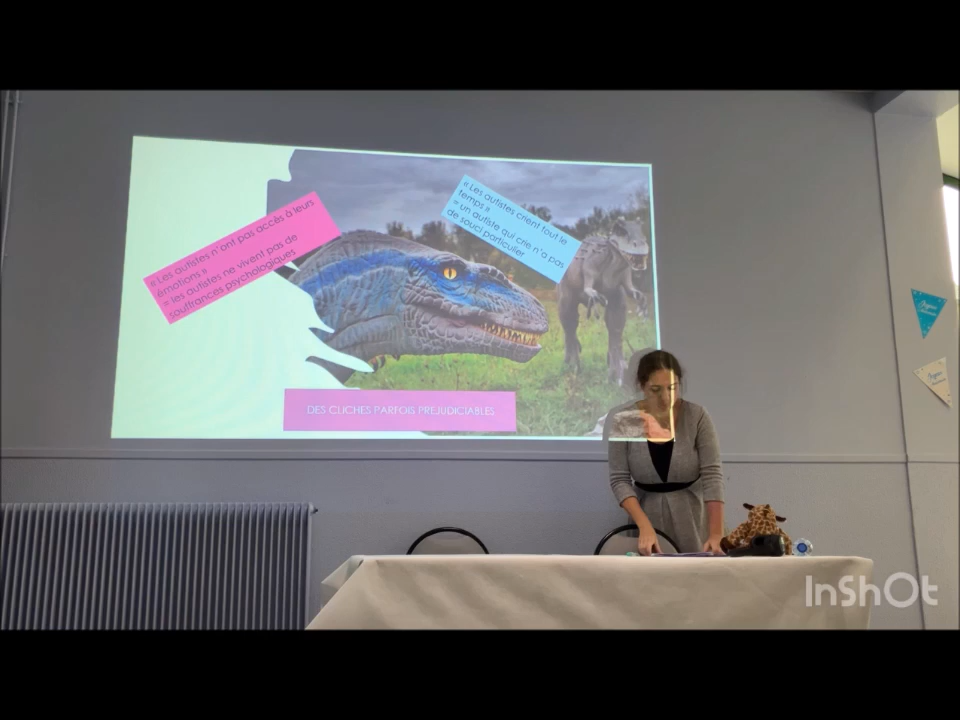 « Les autistes n'ont pas accès à leurs
émotions »
= les autistes ne vivent pas de
souffrances psychologiques
« Les autistes crient tout le
temps »
= un autiste qui crie n'a pas
de souci particulier
DES CLICHES PARFOIS PREJUDICIABLES
InShOt